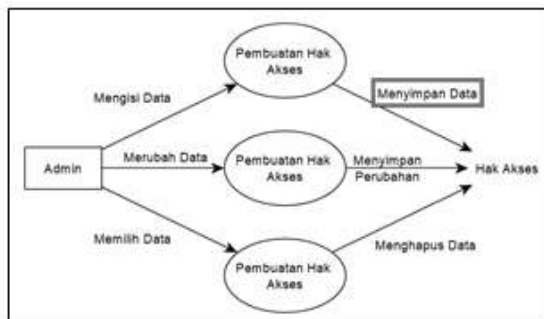 Pembuatan Hak
Akses
Mengisi Data
Menyimpan Data
Admin
Merubah Data
Pembuatan Hak
Akses
Menyimpan
Perubahan
Hak Akses
Memilih Data
Menghapus Data
Pembuatan Hak
Akses